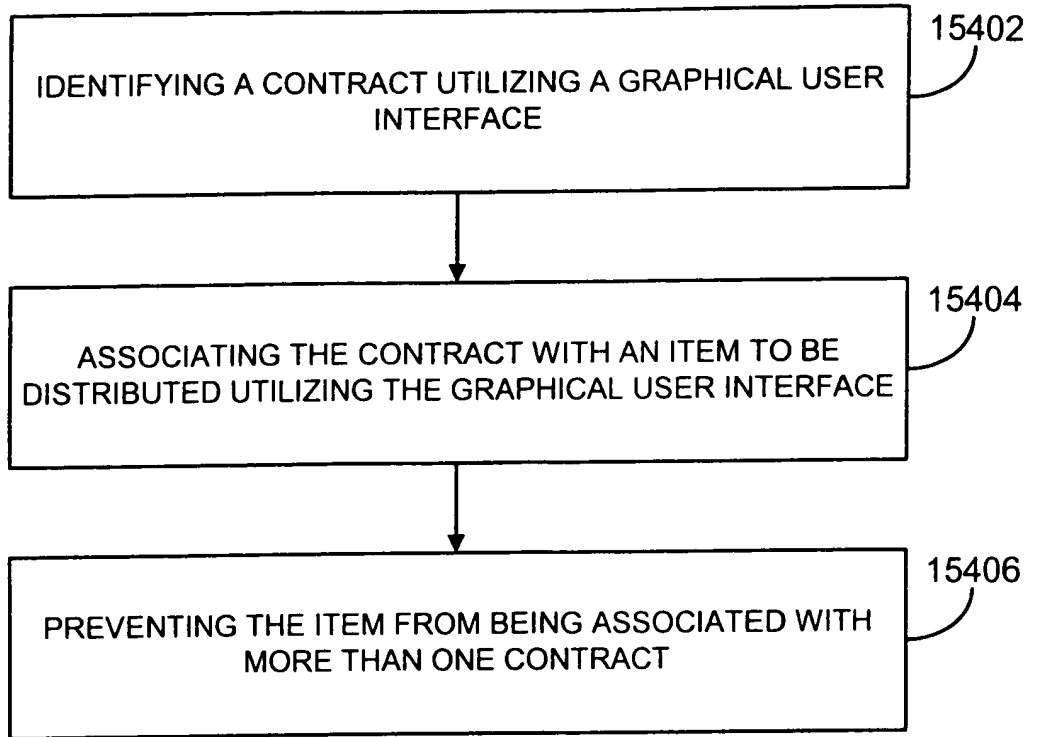 15402
IDENTIFYING A CONTRACT UTILIZING A GRAPHICAL USER
INTERFACE
15404
ASSOCIATING THE CONTRACT WITH AN ITEM TO BE
DISTRIBUTED UTILIZING THE GRAPHICAL USER INTERFACE
15406
PREVENTING THE ITEM FROM BEING ASSOCIATED WITH
MORE THAN ONE CONTRACT